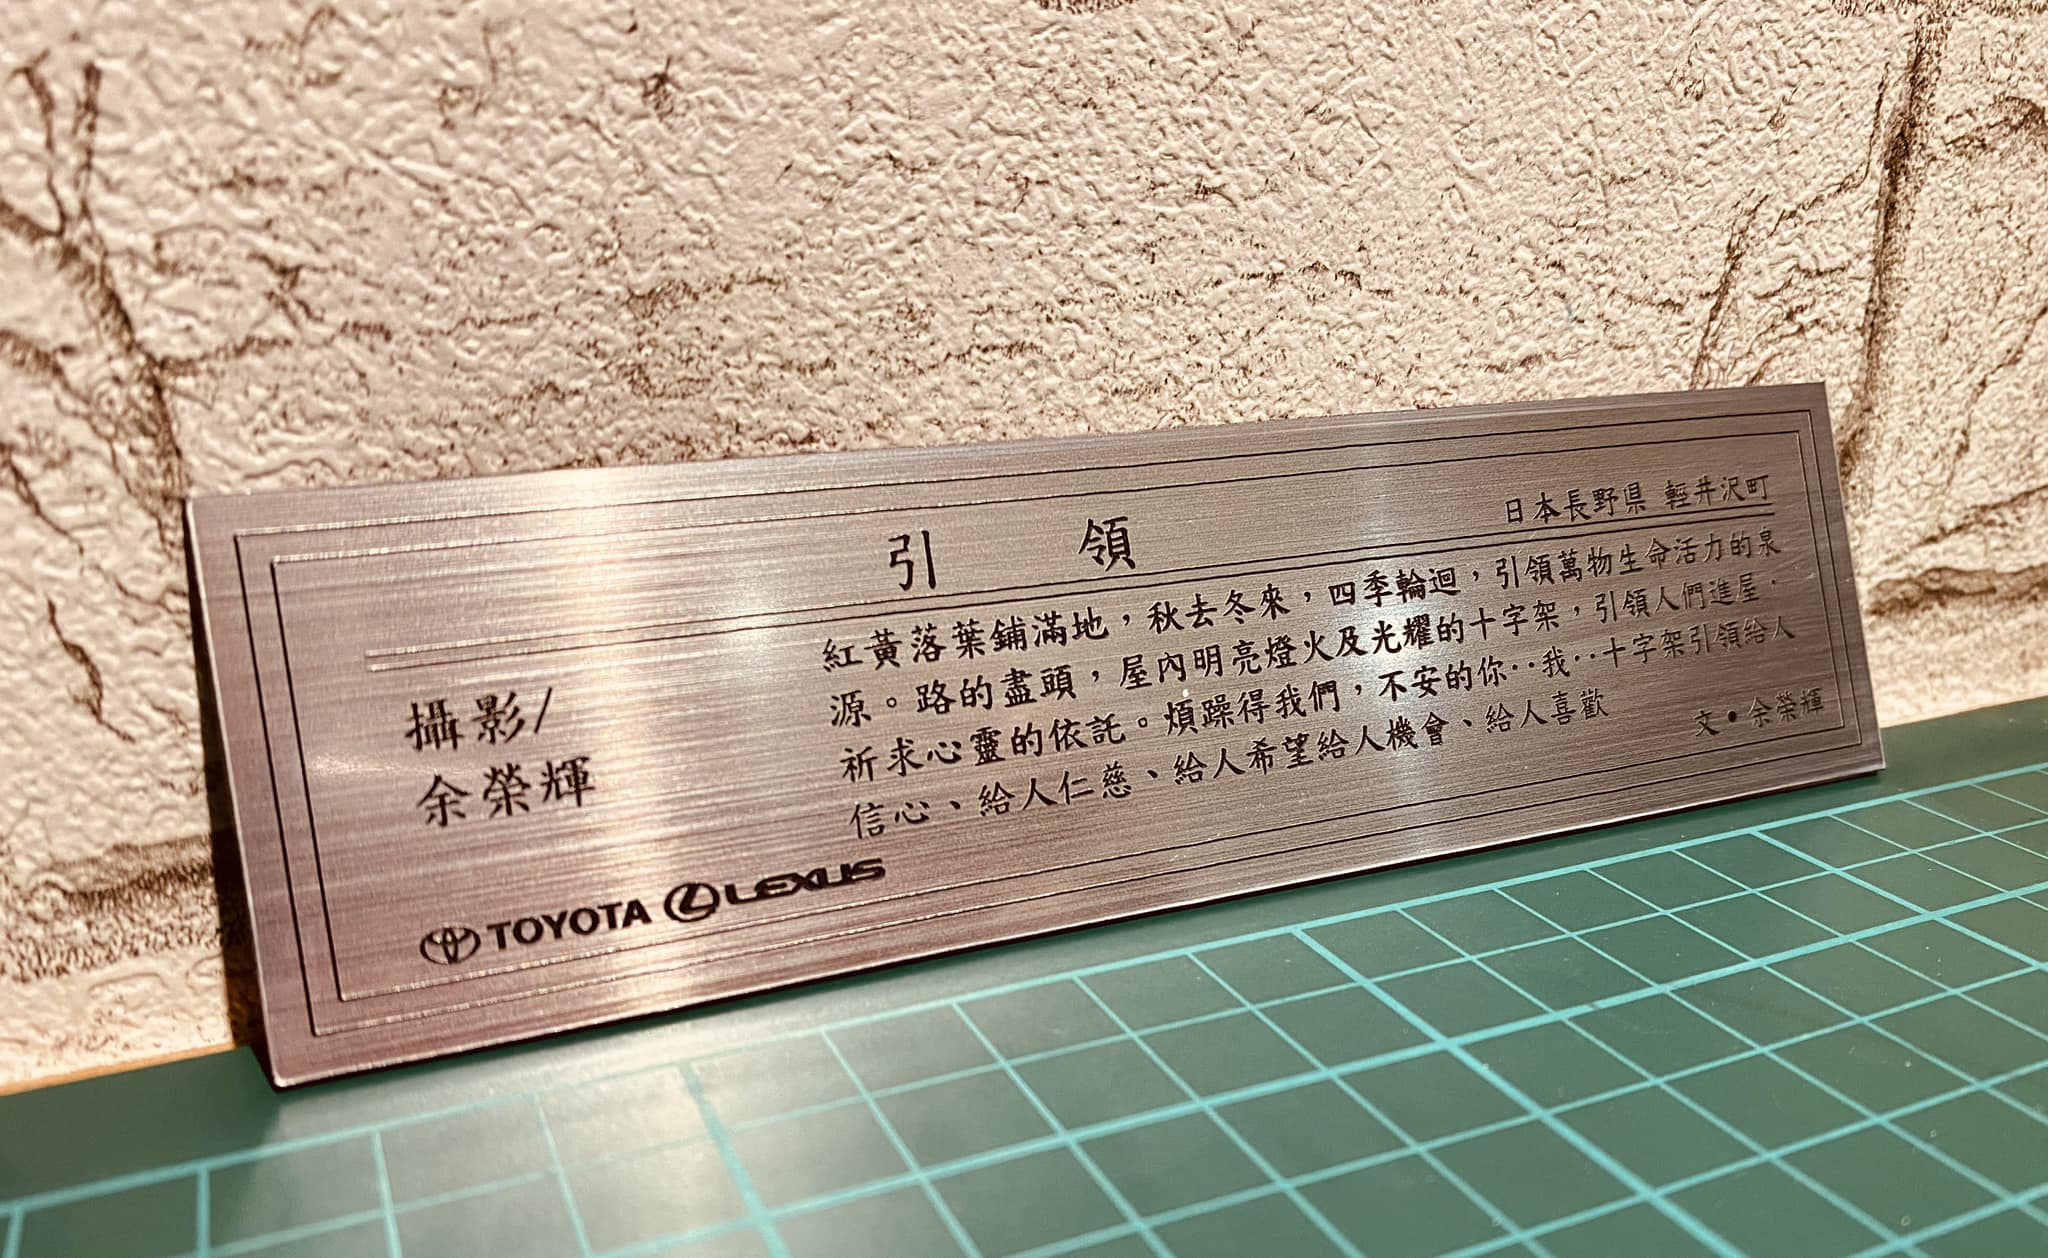 引 領
日本長野県 輕井沢町
攝影/
余榮輝
紅黃落葉鋪滿地，秋去冬來，四季輪迴，引領萬物生命活力的泉
源。路的盡頭，屋內明亮燈火及光耀的十字架，引領人們進屋．
祈求心靈的依託。煩躁得我們，不安的你‥我‥十字架引領給人
信心、給人仁慈、給人希望給人機會、給人喜歡
文•余榮輝
TOYOTA LEXUS